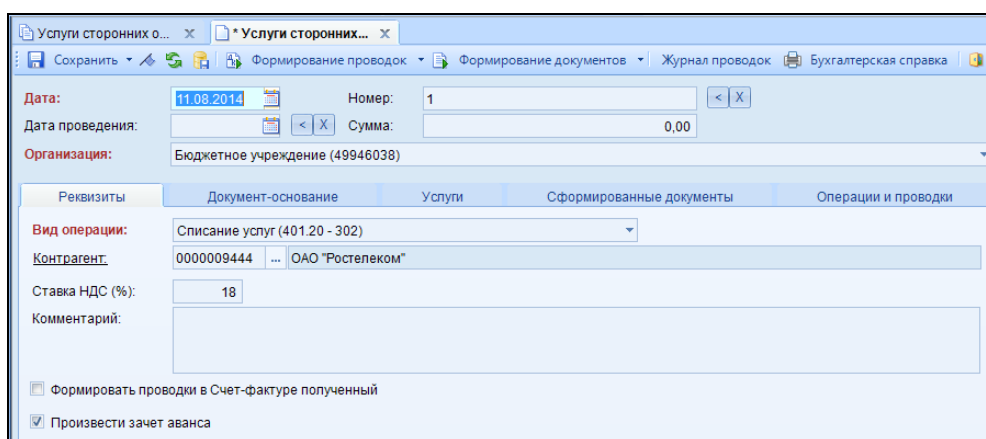 Услуги сторонних о... X * Услуги сторонних... X
Сохранить Формирование проводок Формирование документов Журнал проводок Бухгалтерская справка
Дата: 11.08.2014 Номер: 1 < X
Дата проведения: < X Сумма: 0,00
Организация: Бюджетное учреждение (49946038)
Реквизиты Документ-основание Услуги Сформированные документы Операции и проводки
Вид операции: Списание услуг (401.20 - 302)
Контрагент: 0000009444 ... ОАО "Ростелеком"
Ставка НДС (%): 18
Комментарий:
Формировать проводки в Счет-фактуре полученный
Произвести зачет аванса